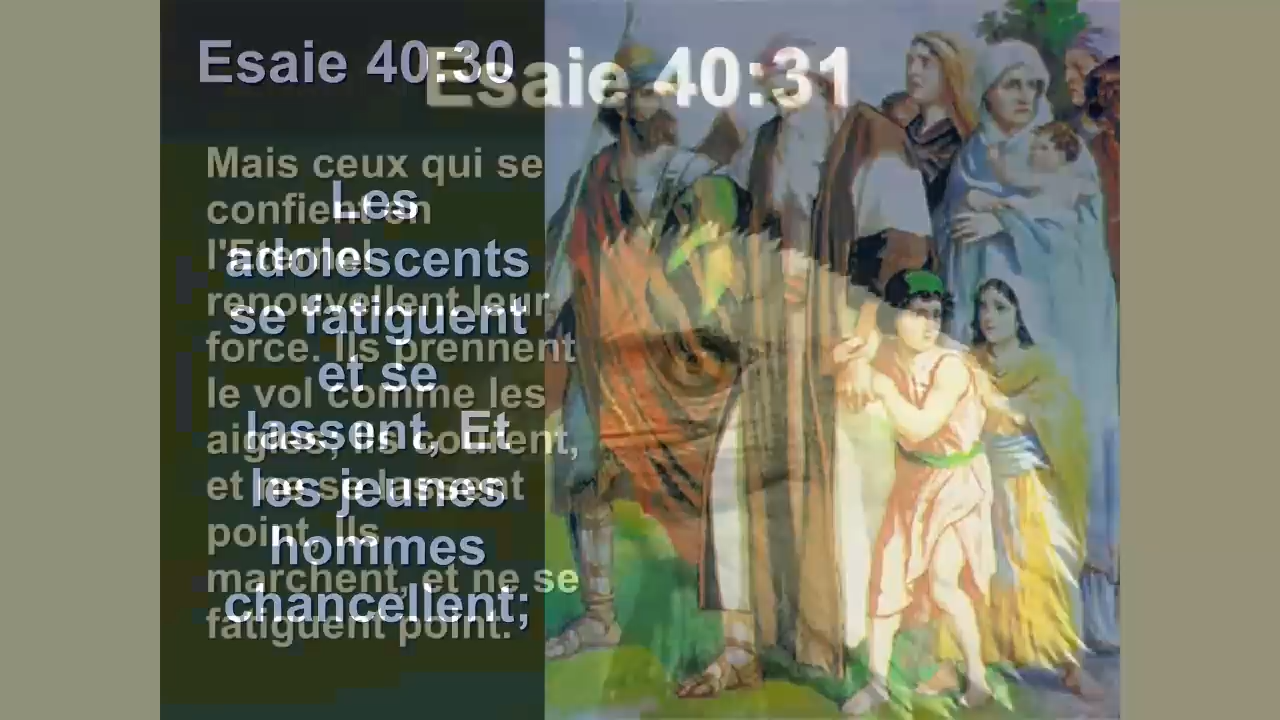 Esaie 40:30
Les
adolescents
se fatiguent
et se
lassent, Et
les jeunes
hommes
chancellent;
Esaie 40:31
Mais ceux qui se
confient en
l'Eternel
renouvellent leur
force. Ils prennent
le vol comme les
aigles; ils courent,
et ne se lassent
point, Ils
marchent, et ne se
fatiguent point.